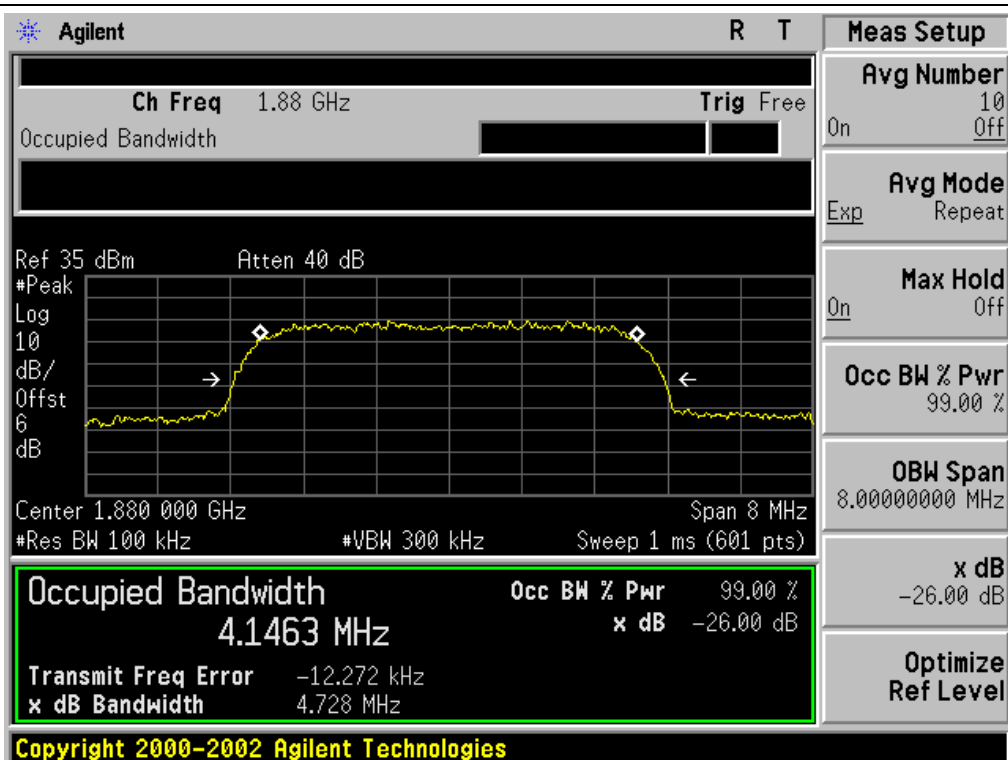 Agilent R T Meas Setup
Ch Freq 1.88 GHz Trig Free
Occupied Bandwidth
Avg Number
10
On Off
Avg Mode
Exp Repeat
Max Hold
On Off
Occ BW % Pwr
99.00 %
OBW Span
8.00000000 MHz
x dB
-26.00 dB
Optimize
Ref Level
Ref 35 dBm Atten 40 dB
#Peak
Log
10
dB/
Offst
6
dB
Center 1.880 000 GHz Span 8 MHz
#Res BW 100 kHz #VBW 300 kHz Sweep 1 ms (601 pts)
Occupied Bandwidth Occ BW % Pwr 99.00 %
4.1463 MHz x dB -26.00 dB
Transmit Freq Error -12.272 kHz
x dB Bandwidth 4.728 MHz
Copyright 2000-2002 Agilent Technologies